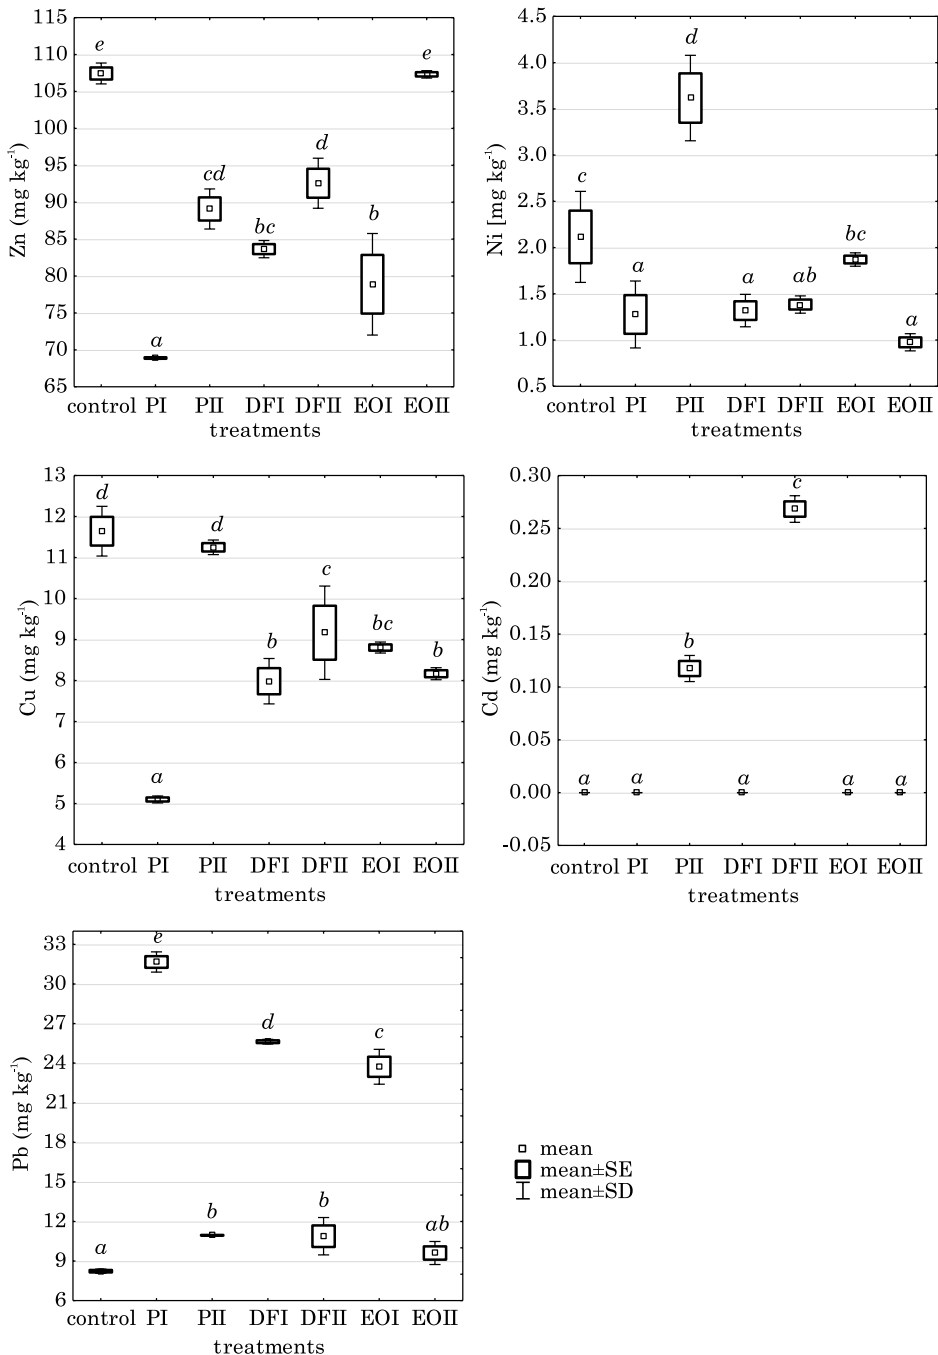 115
110
105
100
95
90
85
80
75
70
65
Zn (mg kg-1)
e
a
cd
bc
d
b
e
control PI PII DFI DFII EOI EOII
treatments
4.5
4.0
3.5
3.0
2.5
2.0
1.5
1.0
0.5
Ni [mg kg-1)
c
a
d
a
ab
bc
a
control PI PII DFI DFII EOI EOII
treatments
13
12
11
10
9
8
7
6
5
4
Cu (mg kg-1)
d
a
d
b
c
bc
b
control PI PII DFI DFII EOI EOII
treatments
0.30
0.25
0.20
0.15
0.10
0.05
0.00
-0.05
Cd (mg kg-1)
a
a
b
a
c
a
a
control PI PII DFI DFII EOI EOII
treatments
33
30
27
24
21
18
15
12
9
6
Pb (mg kg-1)
a
e
b
d
b
c
ab
control PI PII DFI DFII EOI EOII
treatments
mean
mean±SE
mean±SD